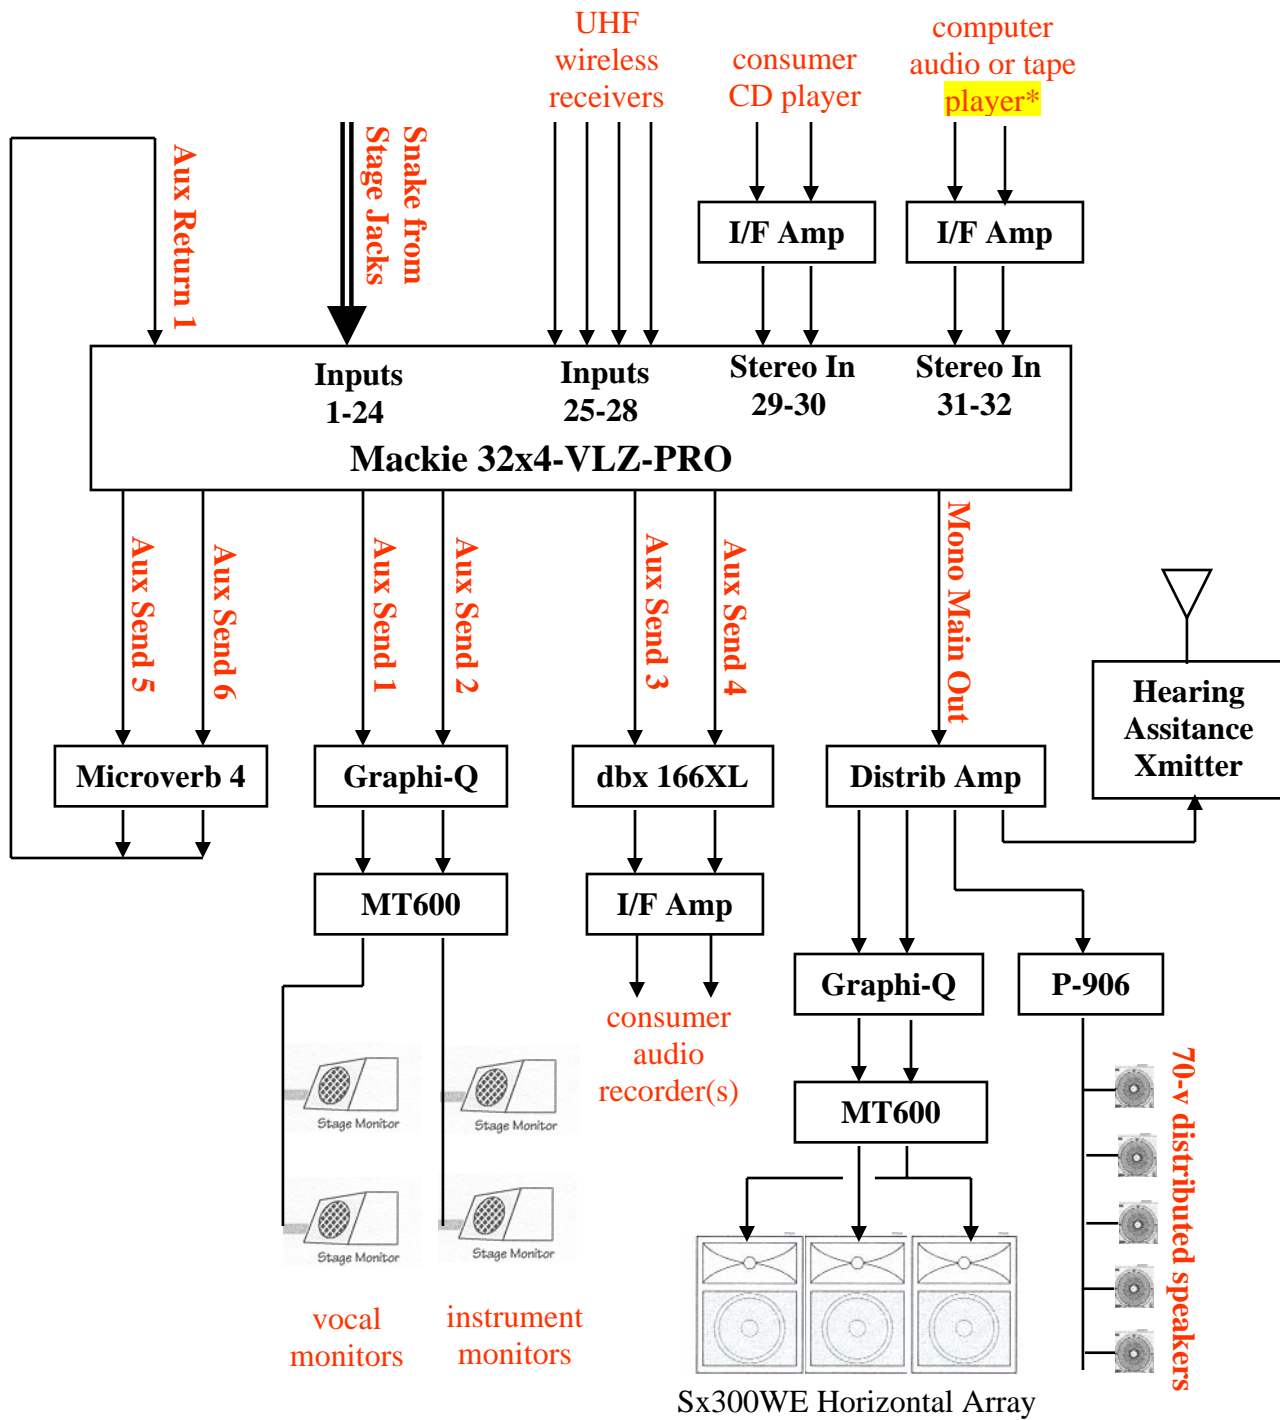 UHF
wireless
receivers
consumer
CD player
computer
audio or tape
player*
Aux Return 1
Snake from
Stage Jacks
I/F Amp
I/F Amp
Inputs
1-24
Inputs
25-28
Stereo In
29-30
Stereo In
31-32
Mackie 32x4-VLZ-PRO
Aux Send 5
Aux Send 6
Aux Send 1
Aux Send 2
Aux Send 3
Aux Send 4
Mono Main Out
Hearing
Assitance
Xmitter
Microverb 4
Graphi-Q
dbx 166XL
Distrib Amp
MT600
I/F Amp
Graphi-Q
P-906
consumer
audio
recorder(s)
MT600
70-v distributed speakers
Stage Monitor
Stage Monitor
Stage Monitor
Stage Monitor
vocal
monitors
instrument
monitors
Sx300WE Horizontal Array